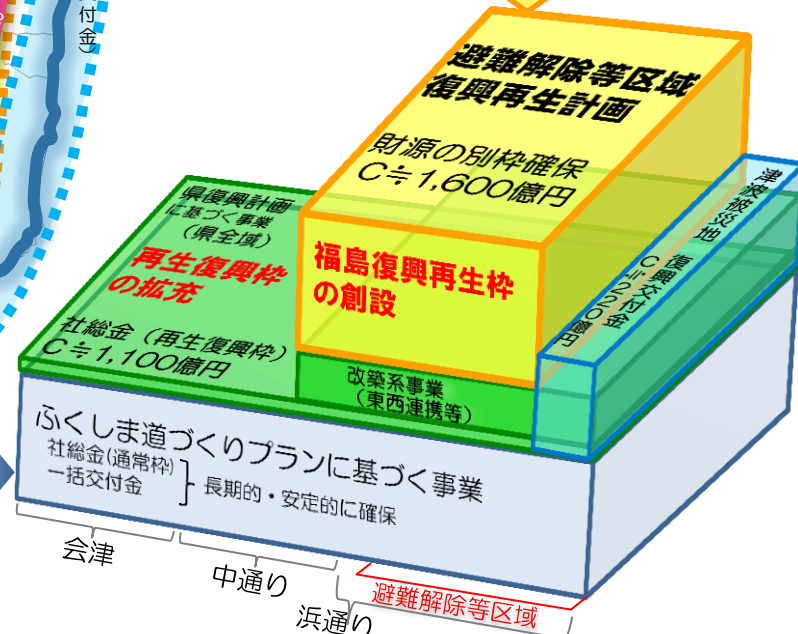 付金）
避難解除等区域
復興再生計画
財源の別枠確保
C≒1,600億円
県復興計画
に基づく事業
（県全域）
再生復興枠
の拡充
社総金（再生復興枠）
C≒1,100億円
福島復興再生枠
の創設
改築系事業
（東西連携等）
津波被災地　復興交付金
C≒220億円
ふくしま道づくりプランに基づく事業
社総金(通常枠)
一括交付金
長期的・安定的に確保
会津
中通り
浜通り
避難解除等区域